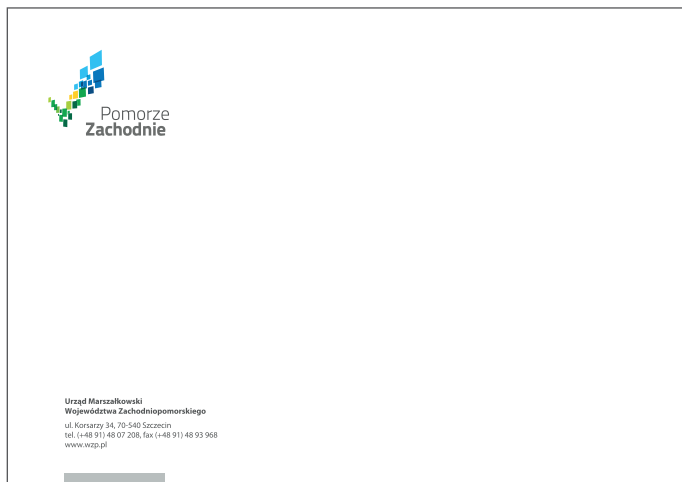 Pomorze
Zachodnie
Urząd Marszałkowski
Województwa Zachodniopomorskiego
ul. Korsarzy 34, 70-540 Szczecin
tel. (+48 91) 48 07 208, fax (+48 91) 48 93 968
www.wzp.pl